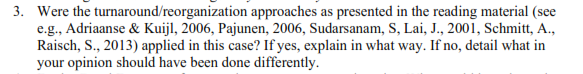 3. Were the turnaround/reorganization approaches as presented in the reading material (see
e.g., Adriaanse & Kuijl, 2006, Pajunen, 2006, Sudarsanam, S, Lai, J., 2001, Schmitt, A.,
Raisch, S., 2013) applied in this case? If yes, explain in what way. If no, detail what in
your opinion should have been done differently.